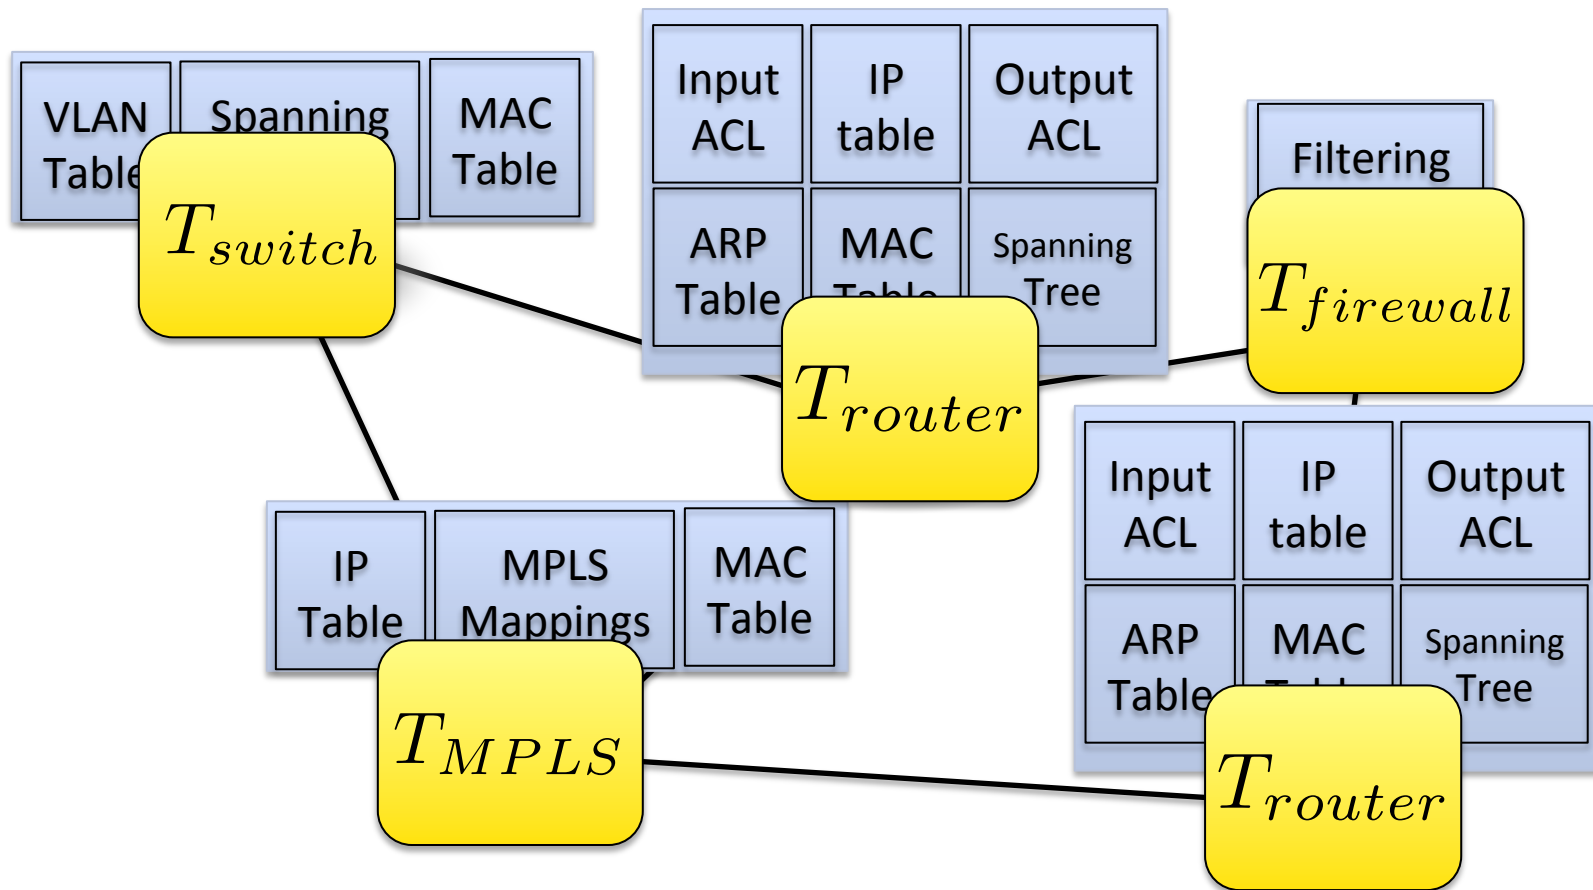 VLAN
Table
Spanning
MAC
Table
T_switch
Input
ACL
IP
table
Output
ACL
ARP
Table
MAC
Table
Spanning
Tree
T_router
Filtering
T_firewall
IP
Table
MPLS
Mappings
MAC
Table
T_MPLS
Input
ACL
IP
table
Output
ACL
ARP
Table
MAC
Spanning
Tree
T_router